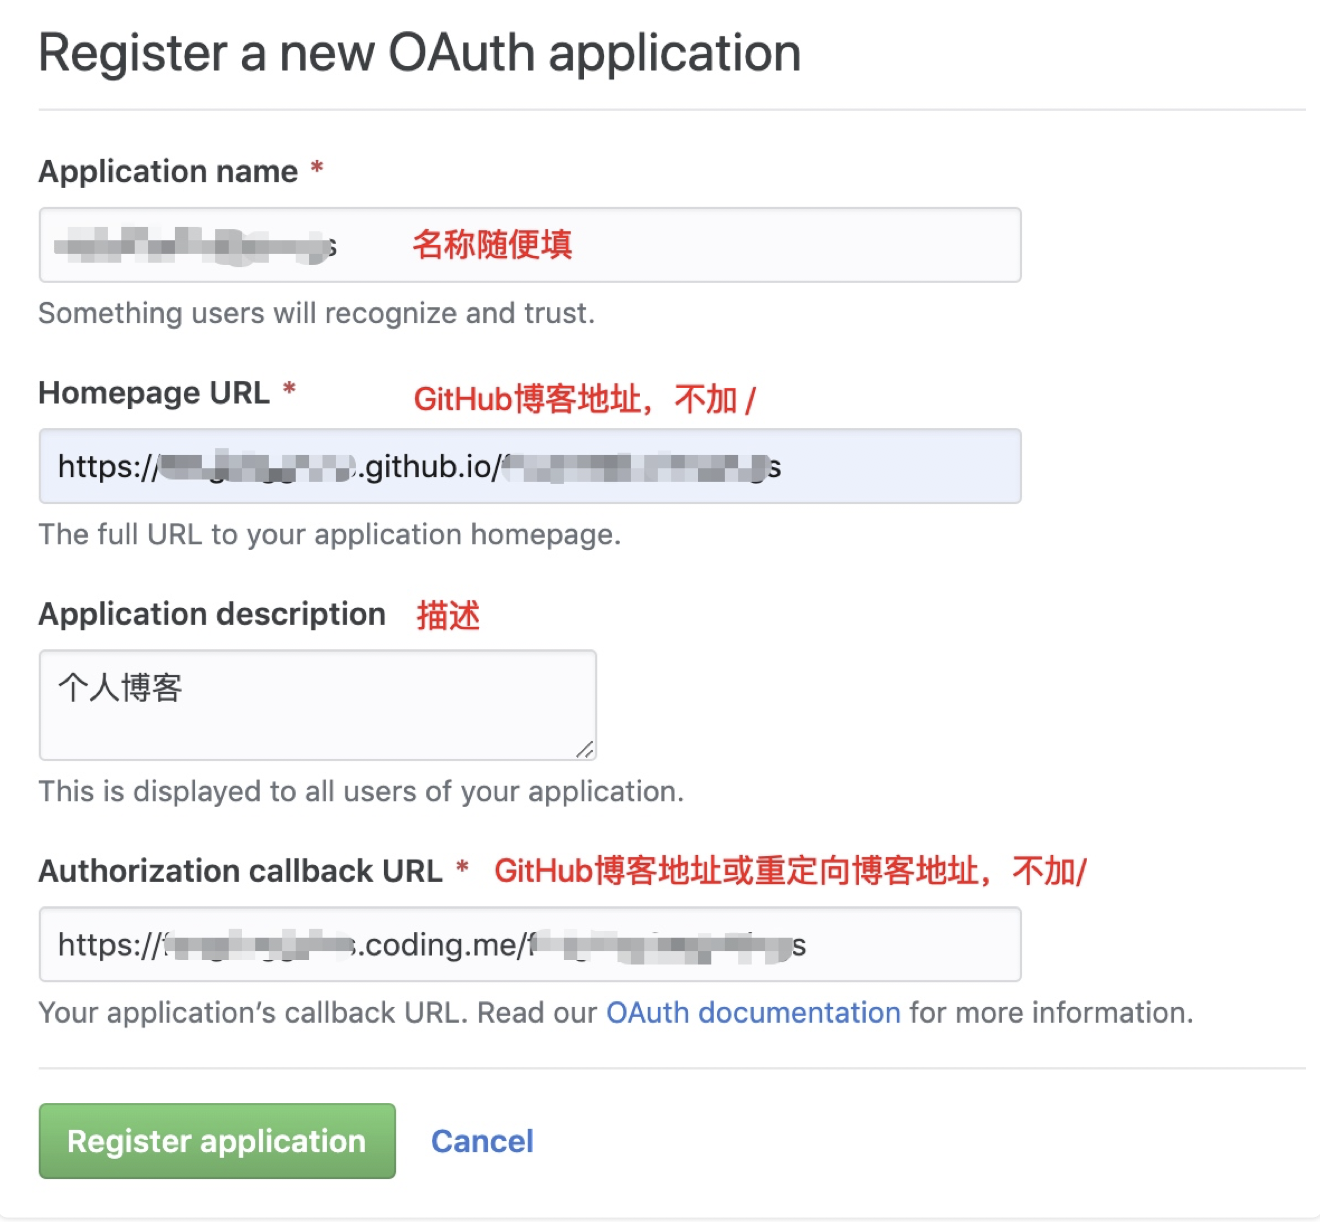 Register a new OAuth application
Application name *
名称随便填
Something users will recognize and trust.
Homepage URL * GitHub博客地址，不加 /
https:// .github.io/
The full URL to your application homepage.
Application description 描述
个人博客
This is displayed to all users of your application.
Authorization callback URL * GitHub博客地址或重定向博客地址，不加/
https:// .coding.me/
Your application’s callback URL. Read our OAuth documentation for more information.
Register application Cancel